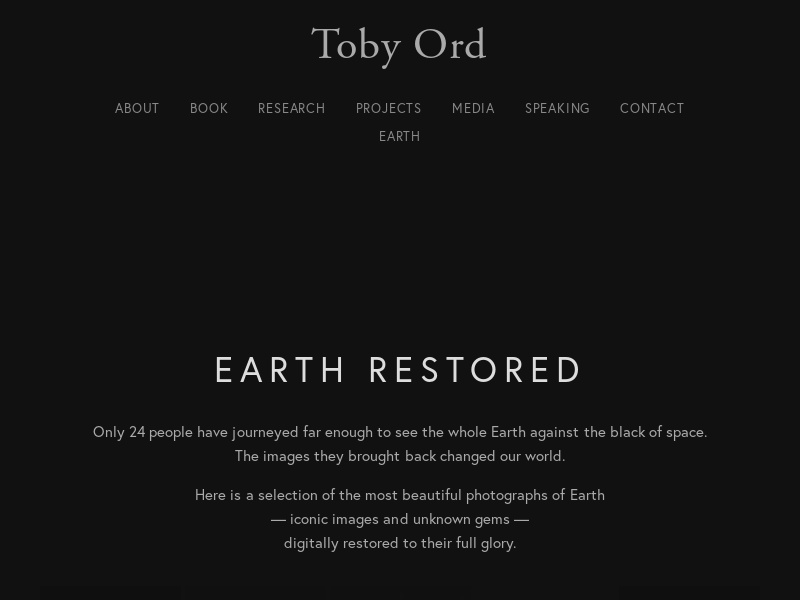 Toby Ord
ABOUT BOOK RESEARCH PROJECTS MEDIA SPEAKING CONTACT
EARTH
EARTH RESTORED
Only 24 people have journeyed far enough to see the whole Earth against the black of space.
The images they brought back changed our world.
Here is a selection of the most beautiful photographs of Earth
— iconic images and unknown gems —
digitally restored to their full glory.